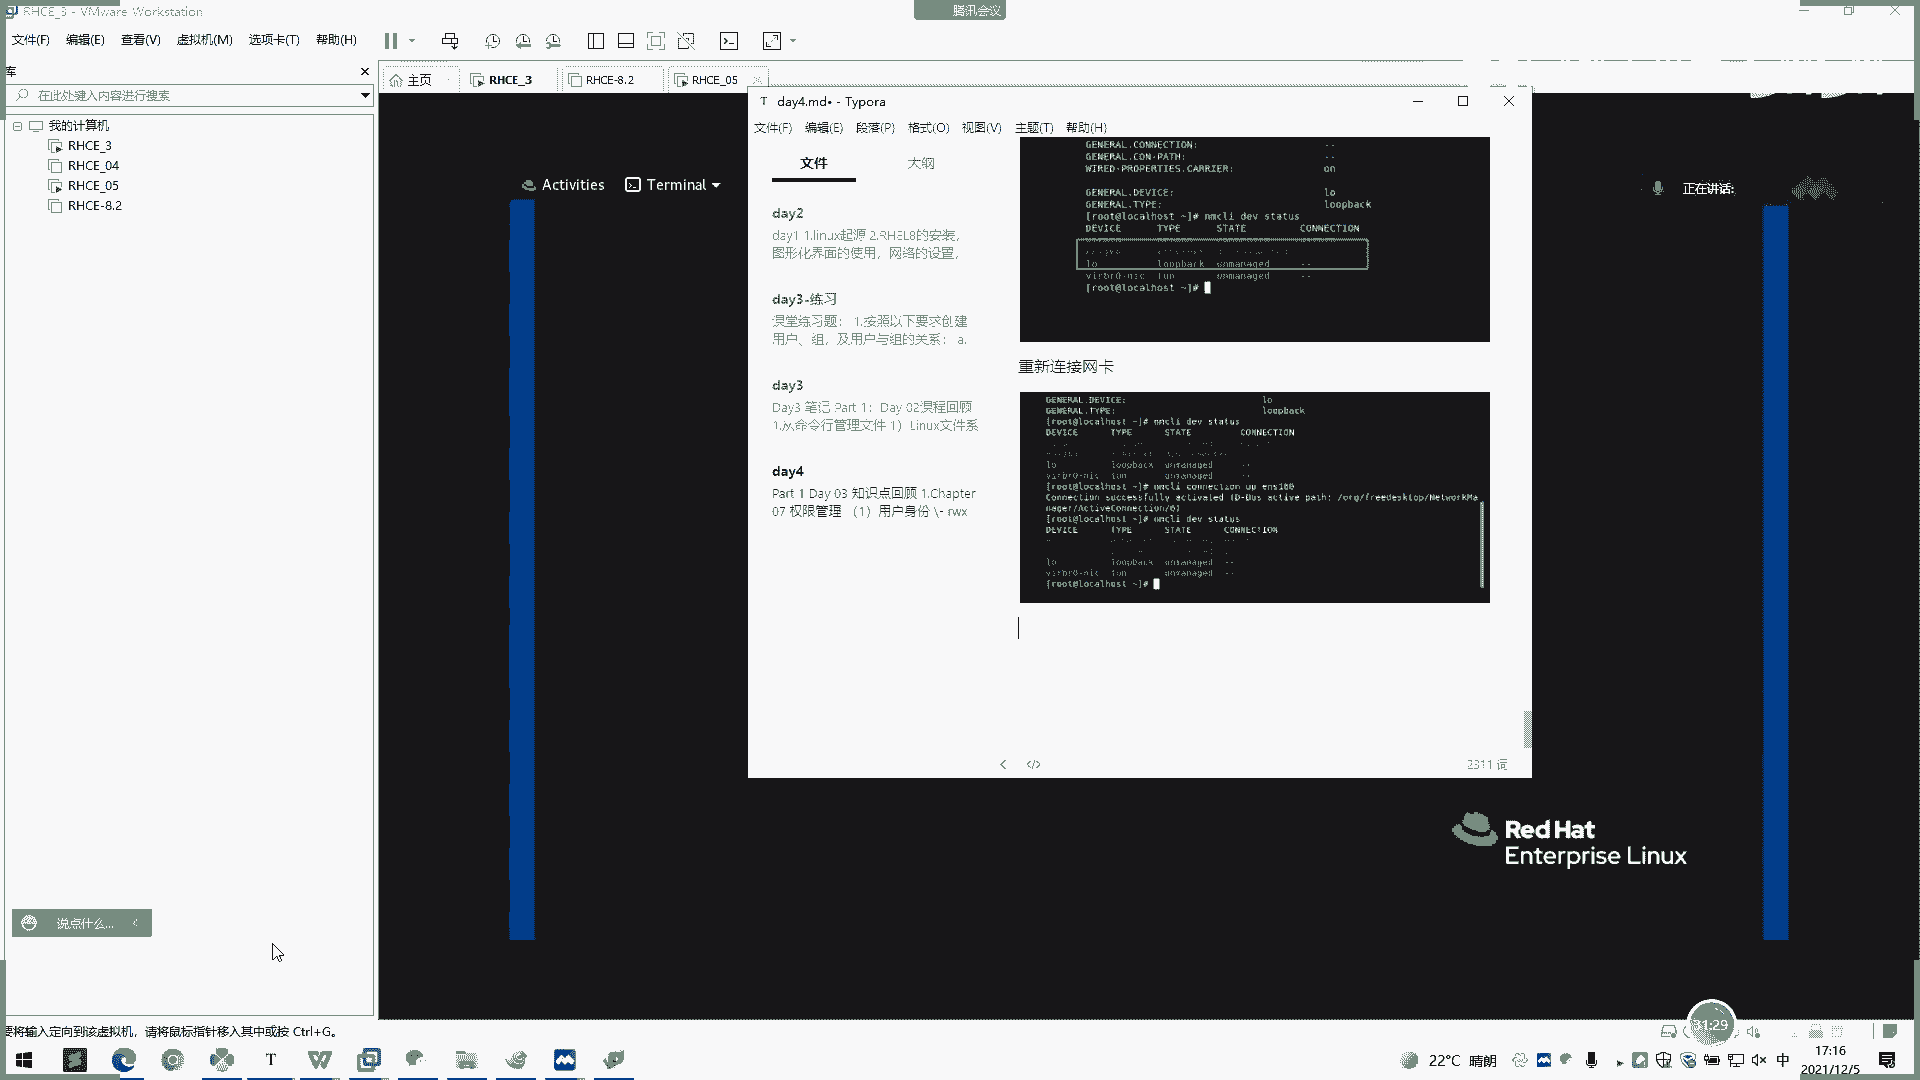 RHCE_3 - VMware Workstation
腾讯会议
文件(F) 编辑(E) 查看(V) 虚拟机(M) 选项卡(T) 帮助(H)
库
在此处键入内容进行搜索
我的计算机
RHCE_3
RHCE_04
RHCE_05
RHCE-8.2
主页 RHCE_3 RHCE-8.2 RHCE_05
Activities Terminal
正在讲话:
day4.md• - Typora
文件(F) 编辑(E) 段落(P) 格式(O) 视图(V) 主题(T) 帮助(H)
文件 大纲
day2
day1 1.linux起源 2.RHEL8的安装,
图形化界面的使用，网络的设置，
day3-练习
课堂练习题： 1.按照以下要求创建
用户、组，及用户与组的关系： a.
day3
Day3 笔记 Part 1：Day 02课程回顾
1.从命令行管理文件 1）Linux文件系
day4
Part 1 Day 03 知识点回顾 1.Chapter
07 权限管理 （1）用户身份 \- rwx
GENERAL.CONNECTION: --
GENERAL.CON-PATH: --
WIRED-PROPERTIES.CARRIER: on
GENERAL.DEVICE: lo
GENERAL.TYPE: loopback
[root@localhost ~]# nmcli dev status
DEVICE TYPE STATE CONNECTION
lo loopback unmanaged --
virbr0-nic tun unmanaged --
[root@localhost ~]#
重新连接网卡
GENERAL.DEVICE: lo
GENERAL.TYPE: loopback
[root@localhost ~]# nmcli dev status
DEVICE TYPE STATE CONNECTION
lo loopback unmanaged --
virbr0-nic tun unmanaged --
[root@localhost ~]# nmcli connection up ens160
Connection successfully activated (D-Bus active path: /org/freedesktop/NetworkMa
nager/ActiveConnection/6)
[root@localhost ~]# nmcli dev status
DEVICE TYPE STATE CONNECTION
lo loopback unmanaged --
virbr0-nic tun unmanaged --
[root@localhost ~]#
2311 词
Red Hat
Enterprise Linux
说点什么...
要将输入定向到该虚拟机，请将鼠标指针移入其中或按 Ctrl+G。
31:29
22°C 晴朗
中
17:16
2021/12/5